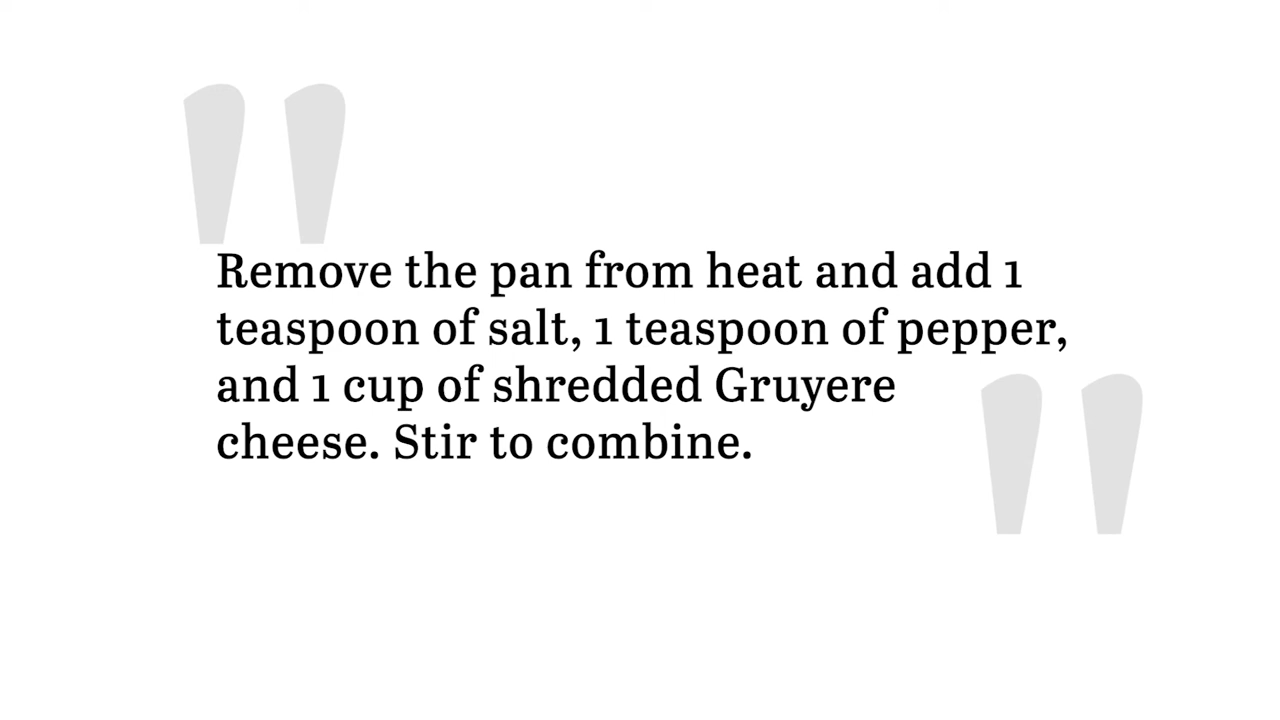 "
Remove the pan from heat and add 1
teaspoon of salt, 1 teaspoon of pepper,
and 1 cup of shredded Gruyere
cheese. Stir to combine.
"